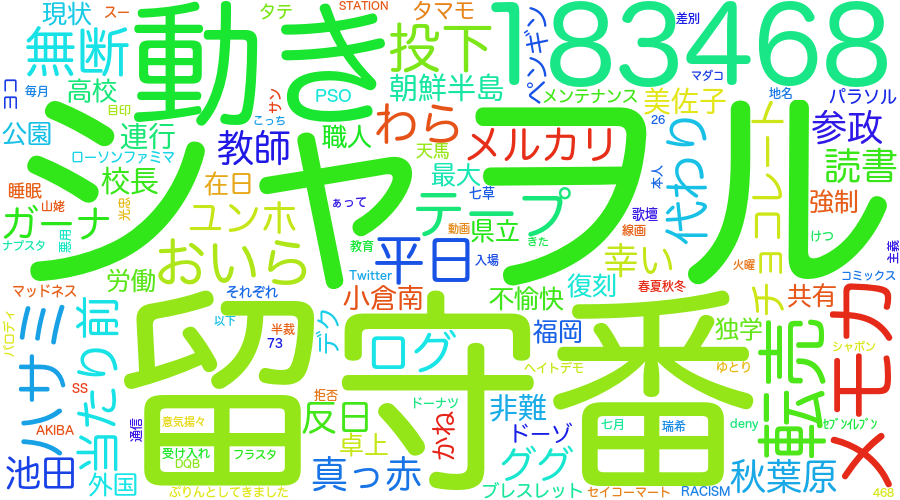 現状
スー
動き
タテ
STATION
タマモ
183468
差別
無断
投下
ペンギン
マダコ
ヨコ
毎月
高校
目印
サン
PSO
朝鮮半島
メンテナンス
美佐子
地名
パラソル
公園
連行
こっち
職人
わら
メルカリ
26
代わり
チョコレート
参政
ローソンファミマ
教師
天馬
シャッフル
読書
睡眠
校長
在日
最大
七草
本人
強制
山姥
光忠
ユンホ
ぁって
テープ
歌壇
けつ
ガーナ
悪用
ナプスタ
おいら
教育
動画
県立
きた
線画
主義
平日
入場
幸い
火曜
労働
Twitter
復刻
コミックス
マッドネス
それぞれ
小倉南
不愉快
春夏秋冬
共有
メモカ
パロディ
ハサミ
当たり前
以下
半裁
デク
73
留守番
ログ
福岡
独学
転売
シャボン
SS
ヘイトデモ
ゆとり
拒否
ドーナツ
非難
AKIBA
通信
意気揚々
反日
かね
ドーゾ
七月
瑞希
deny
ｾﾌﾞﾝｲﾚﾌﾞﾝ
池田
受け入れ
DQB
フラスタ
卓上
ググ
外国
ぷりんとしてきました
真っ赤
ブレスレット
セイコーマート
RACISM
秋葉原
468